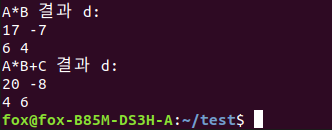 A*B 결과 d:
17 -7
6 4
A*B+C 결과 d:
20 -8
4 6
fox@fox-B85M-DS3H-A:~/test$